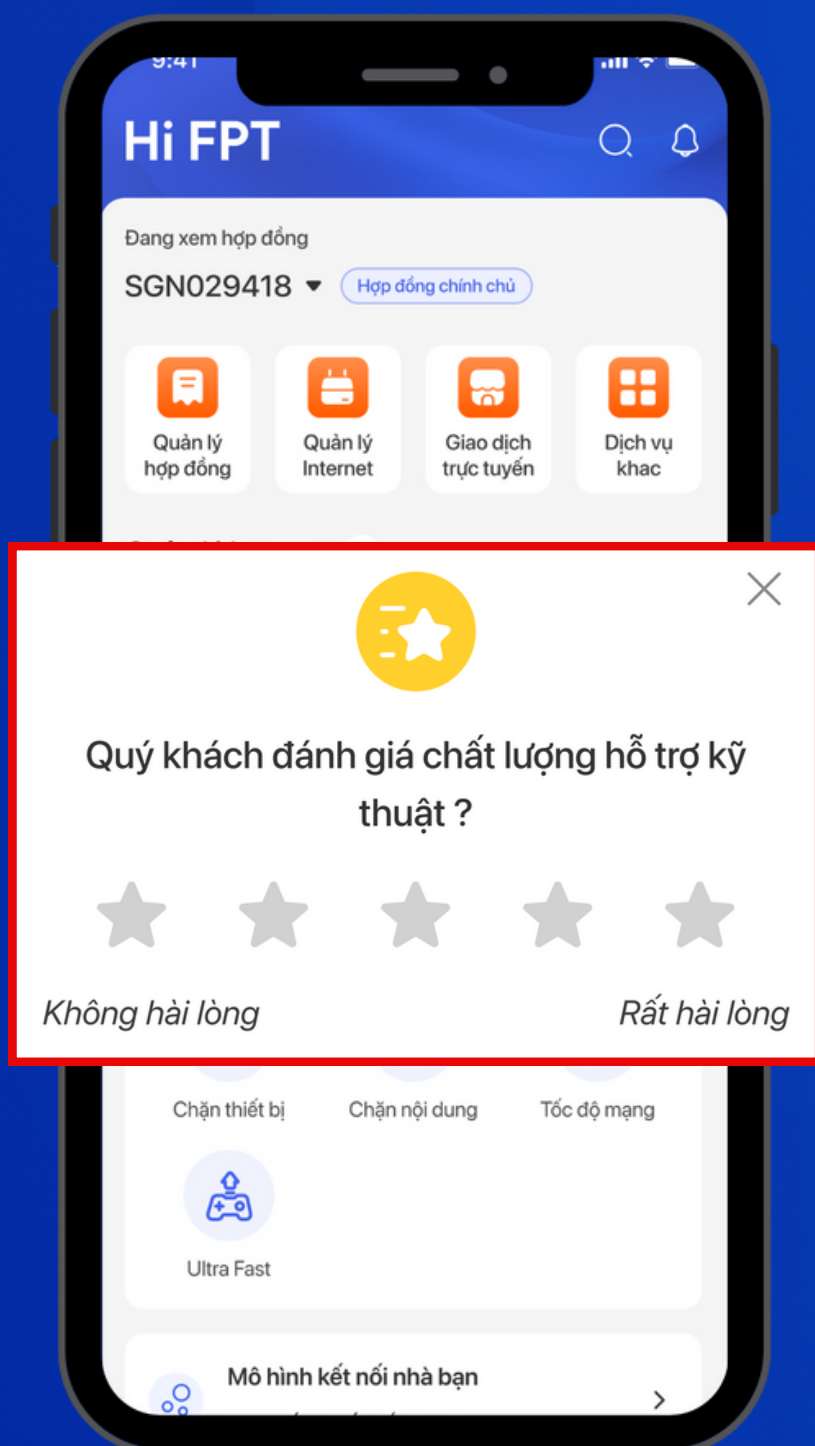 9:41
Hi FPT
Đang xem hợp đồng
SGN029418
Hợp đồng chính chủ
Quản lý
hợp đồng
Quản lý
Internet
Giao dịch
trực tuyến
Dịch vụ
khac
Quý khách đánh giá chất lượng hỗ trợ kỹ
thuật ?
Không hài lòng
Rất hài lòng
Chặn thiết bị
Chặn nội dung
Tốc độ mạng
Ultra Fast
Mô hình kết nối nhà bạn